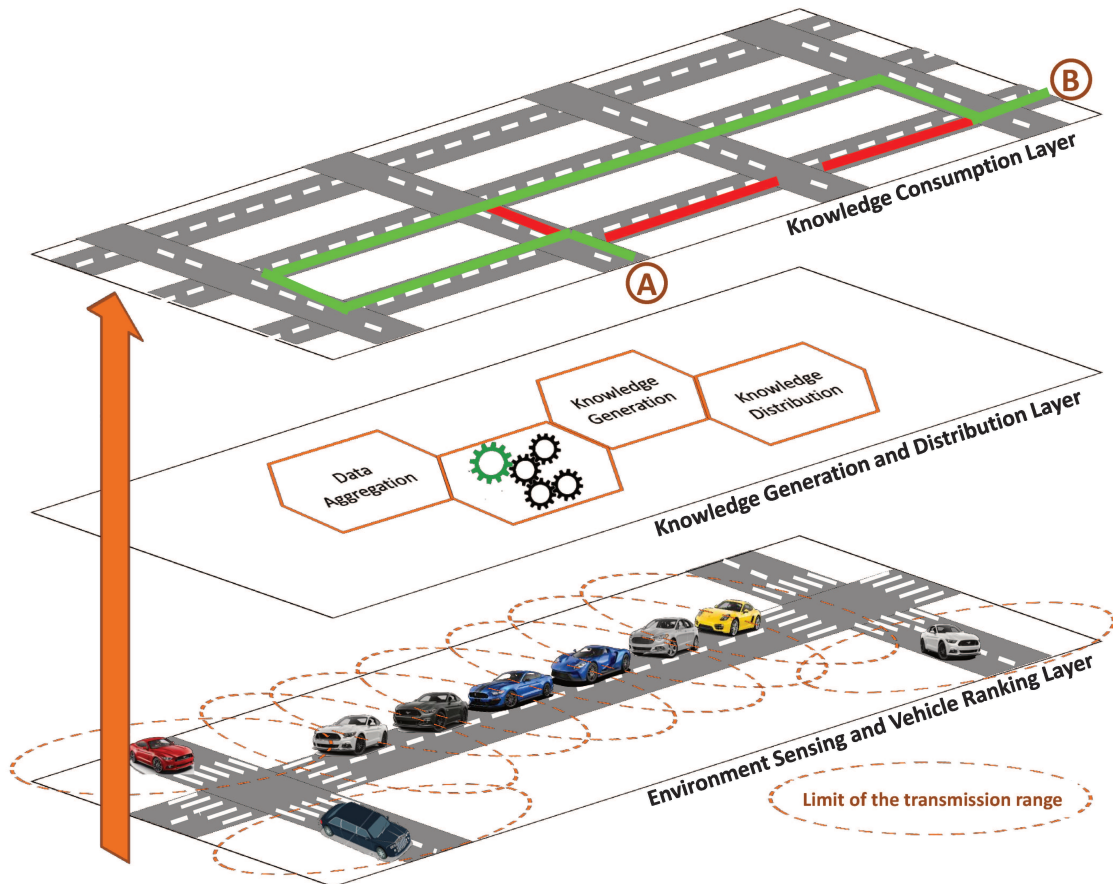 B
Knowledge Consumption Layer
A
Knowledge
Generation
Knowledge
Distribution
Data
Aggregation
Knowledge Generation and Distribution Layer
Environment Sensing and Vehicle Ranking Layer
Limit of the transmission range